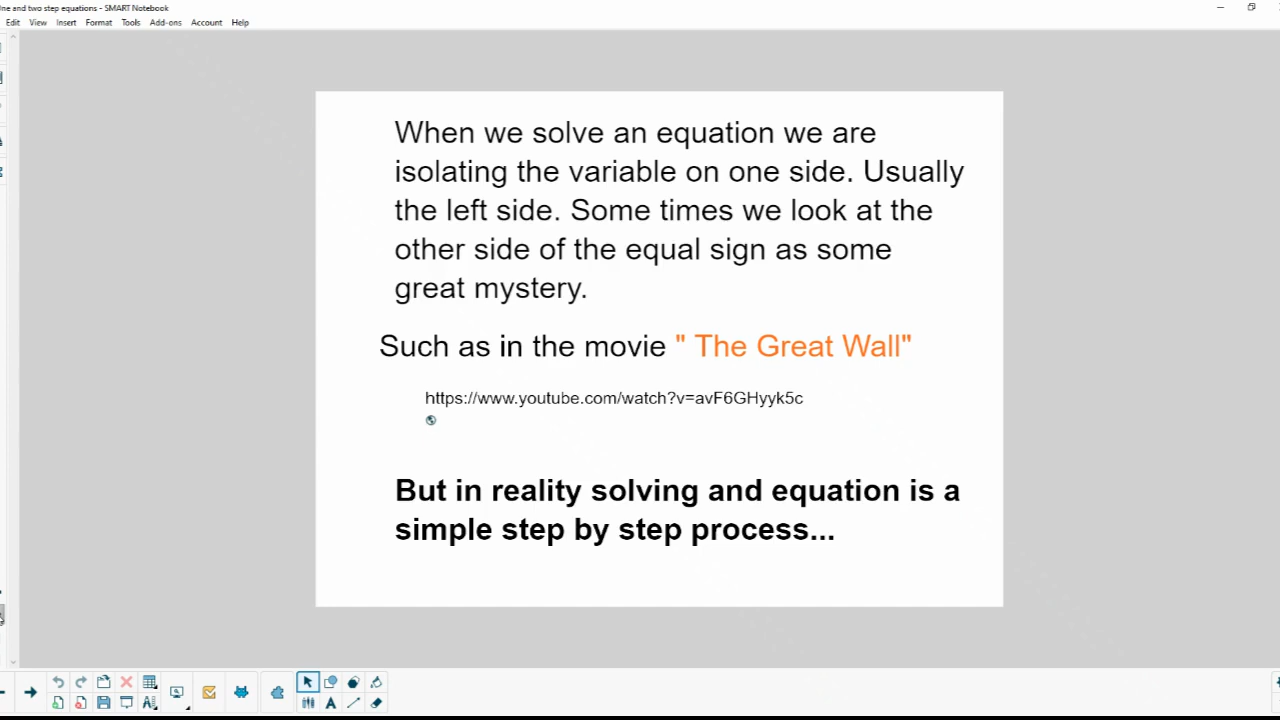 One and two step equations - SMART Notebook
Edit View Insert Format Tools Add-ons Account Help
When we solve an equation we are
isolating the variable on one side. Usually
the left side. Some times we look at the
other side of the equal sign as some
great mystery.
Such as in the movie " The Great Wall"
https://www.youtube.com/watch?v=avF6GHyyk5c
But in reality solving and equation is a
simple step by step process...